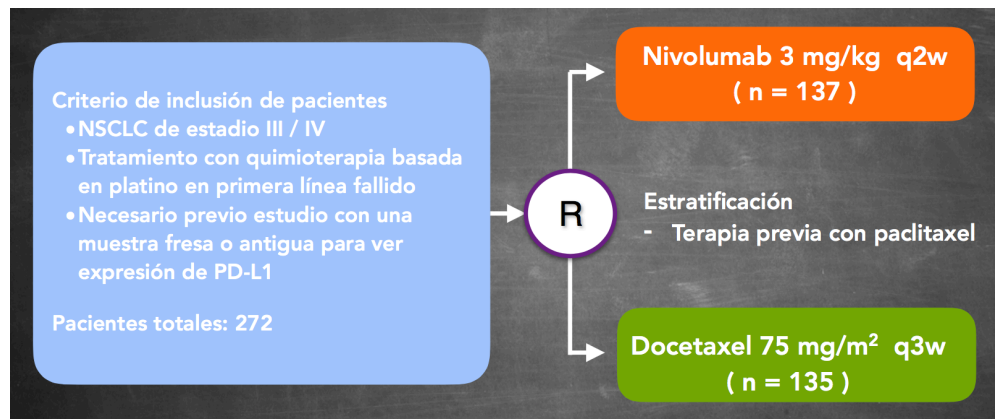 Criterio de inclusión de pacientes
•NSCLC de estadio III / IV
•Tratamiento con quimioterapia basada
en platino en primera línea fallido
•Necesario previo estudio con una
muestra fresa o antigua para ver
expresión de PD-L1
Pacientes totales: 272
R
Nivolumab 3 mg/kg q2w
( n = 137 )
Estratificación
- Terapia previa con paclitaxel
Docetaxel 75 mg/m² q3w
( n = 135 )